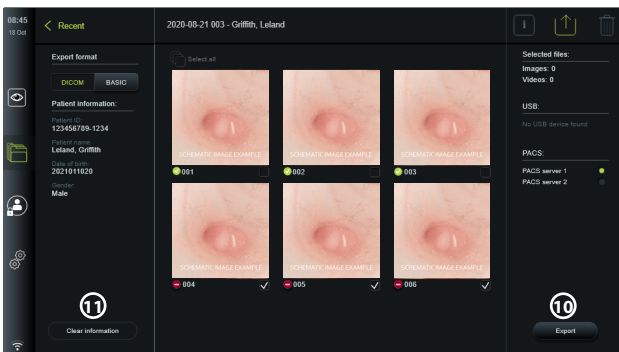 08:45
18 Oct
Recent
2020-08-21 003 - Griffith, Leland
i
Export format
DICOM
BASIC
Patient information:
Patient ID:
123456789-1234
Patient name:
Leland, Griffith
Date of birth:
2021011020
Gender:
Male
11
Clear information
Select all
SCHEMATIC IMAGE EXAMPLE
SCHEMATIC IMAGE EXAMPLE
SCHEMATIC IMAGE EXAMPLE
001
002
003
SCHEMATIC IMAGE EXAMPLE
SCHEMATIC IMAGE EXAMPLE
SCHEMATIC IMAGE EXAMPLE
004
005
006
Selected files:
Images: 0
Videos: 0
USB:
No USB device found
PACS:
PACS server 1
PACS server 2
10
Export